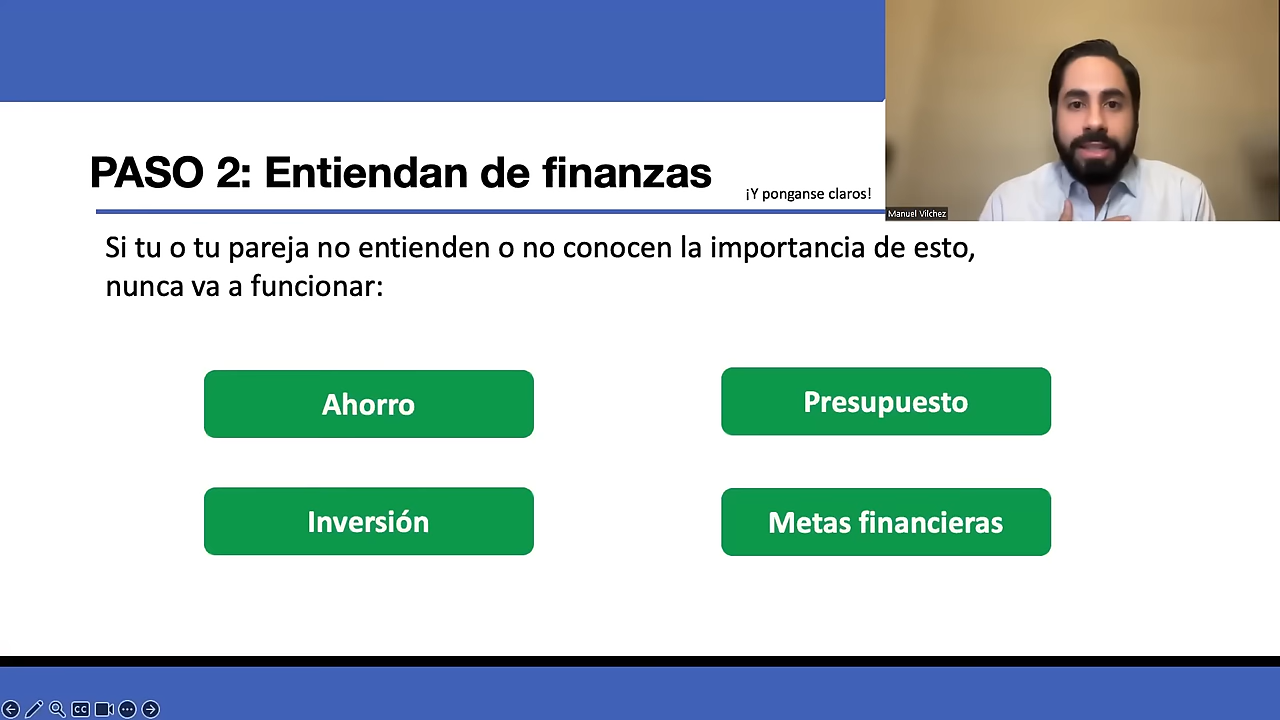 PASO 2: Entiendan de finanzas
¡Y ponganse claros!
Manuel Vilchez
Si tu o tu pareja no entienden o no conocen la importancia de esto,
nunca va a funcionar:
Ahorro
Presupuesto
Inversión
Metas financieras
CC